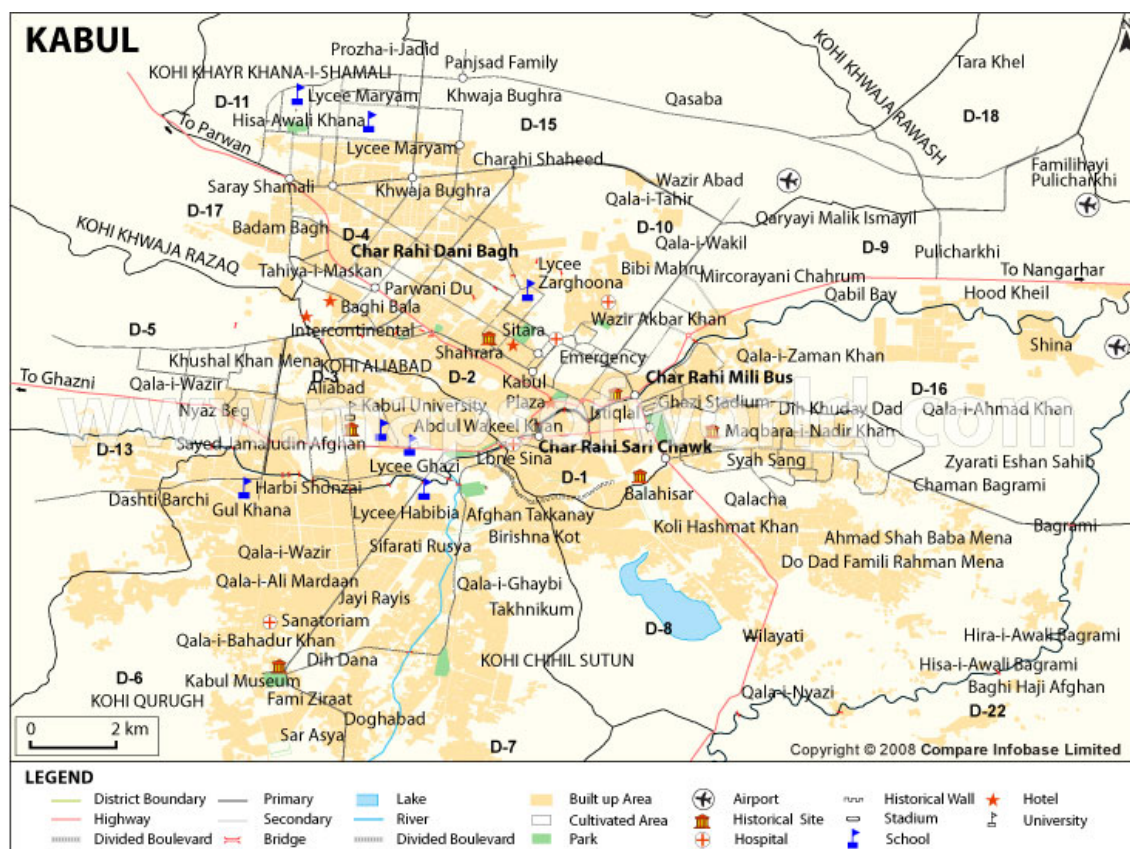 KABUL
Prozha-i-Jadid
Panjsad Family
KOHI KHAYR KHANA-I-SHAMALI
KOHI KHWAJA RAWASH
Tara Khel
D-11
Lycee Maryam
Khwaja Bughra
Qasaba
Hisa-Awali Khana
D-15
D-18
To Parwan
Lycee Maryam
Charahi Shaheed
Familihayi
Pulicharkhi
Saray Shamali
Khwaja Bughra
Wazir Abad
Qala-i-Tahir
D-17
Badam Bagh
D-4
D-10
Qaryayi Malik Ismayil
KOHI KHWAJA RAZAQ
Char Rahi Dani Bagh
Qala-i-Wakil
D-9
Pulicharkhi
Tahiya-i-Maskan
Lycee
Zarghoona
Bibi Mahru
Mircorayani Chahrum
To Nangarhar
Parwani Du
Hood Kheil
Baghi Bala
Qabil Bay
D-5
Intercontinental
Sitara
Wazir Akbar Khan
Shina
Khushal Khan Mena
KOHI ALIABAD
Shahrara
Emergency
Qala-i-Zaman Khan
To Ghazni
Qala-i-Wazir
D-3
Aliabad
D-2
Kabul
Plaza
Char Rahi Mili Bus
D-16
www.mapsofworld.com
Nyaz Beg
Kabul University
Istiqlal
Ghazi Stadium
Dih Khuday Dad
Qala-i-Ahmad Khan
D-13
Sayed Jamaludin Afghan
Abdul Wakeel Khan
Char Rahi Sari Chawk
Maqbara-i-Nadir Khan
Lycee Ghazi
Lbne Sina
Syah Sang
Zyarati Eshan Sahib
Dashti Barchi
Harbi Shonzai
D-1
Balahisar
Qalacha
Chaman Bagrami
Gul Khana
Lycee Habibia
Afghan Tarkanay
Koli Hashmat Khan
Bagrami
Qala-i-Wazir
Sifarati Rusya
Birishna Kot
Ahmad Shah Baba Mena
Do Dad Famili Rahman Mena
Qala-i-Ali Mardaan
Qala-i-Ghaybi
Jayi Rayis
Takhnikum
Sanatoriam
D-8
Wilayati
Hira-i-Awali Bagrami
Qala-i-Bahadur Khan
Dih Dana
KOHI CHIHIL SUTUN
Hisa-i-Awali Bagrami
D-6
Kabul Museum
Baghi Haji Afghan
KOHI QURUGH
Fami Ziraat
Qala-i-Nyazi
D-22
Doghabad
0 2 km
Sar Asya
D-7
Copyright © 2008 Compare Infobase Limited
LEGEND
District Boundary
Primary
Lake
Built up Area
Airport
Historical Wall
Hotel
Highway
Secondary
River
Cultivated Area
Historical Site
Stadium
University
Divided Boulevard
Bridge
Divided Boulevard
Park
Hospital
School